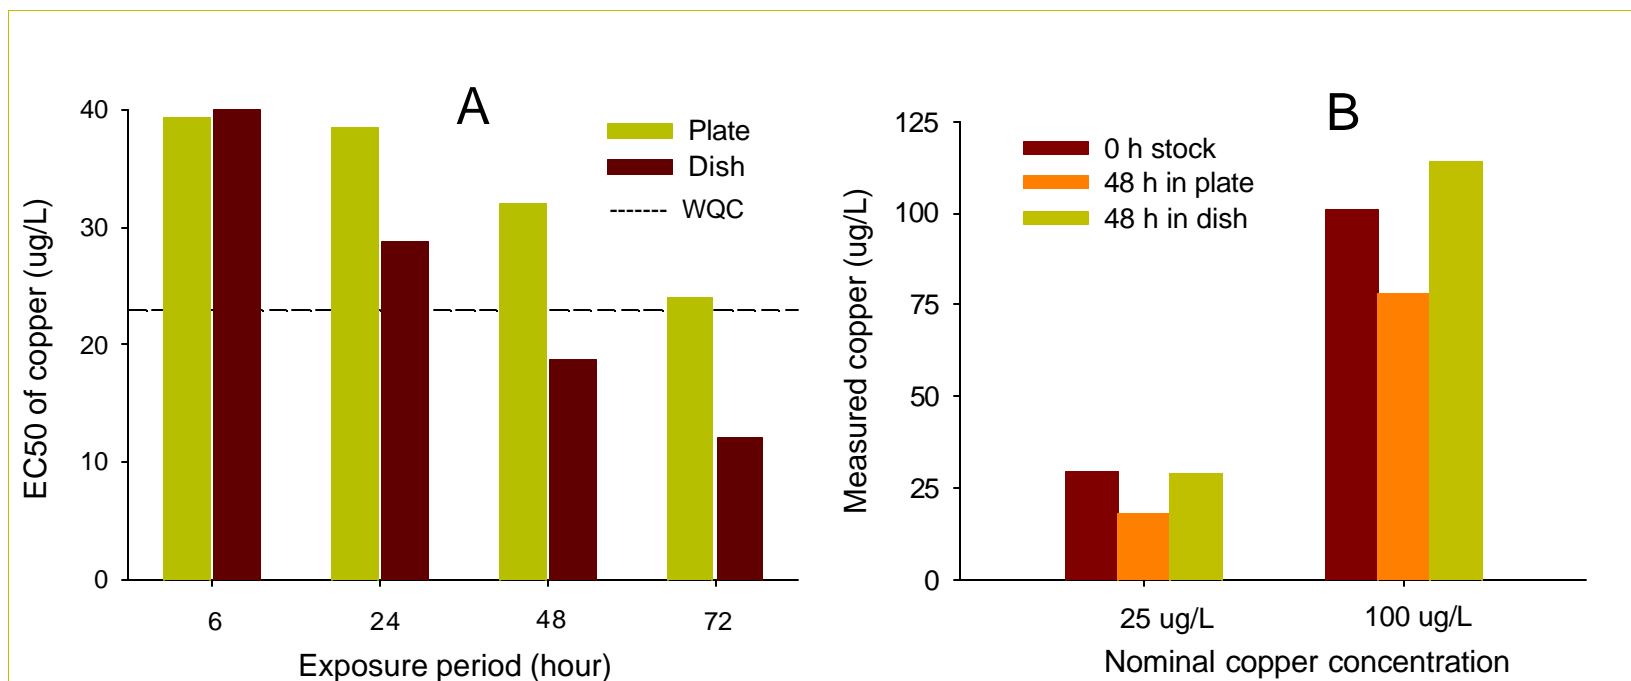 A
40
30
20
10
0
EC50 of copper (ug/L)
Plate
Dish
WQC
6 24 48 72
Exposure period (hour)
B
125
100
75
50
25
0
Measured copper (ug/L)
0 h stock
48 h in plate
48 h in dish
25 ug/L 100 ug/L
Nominal copper concentration